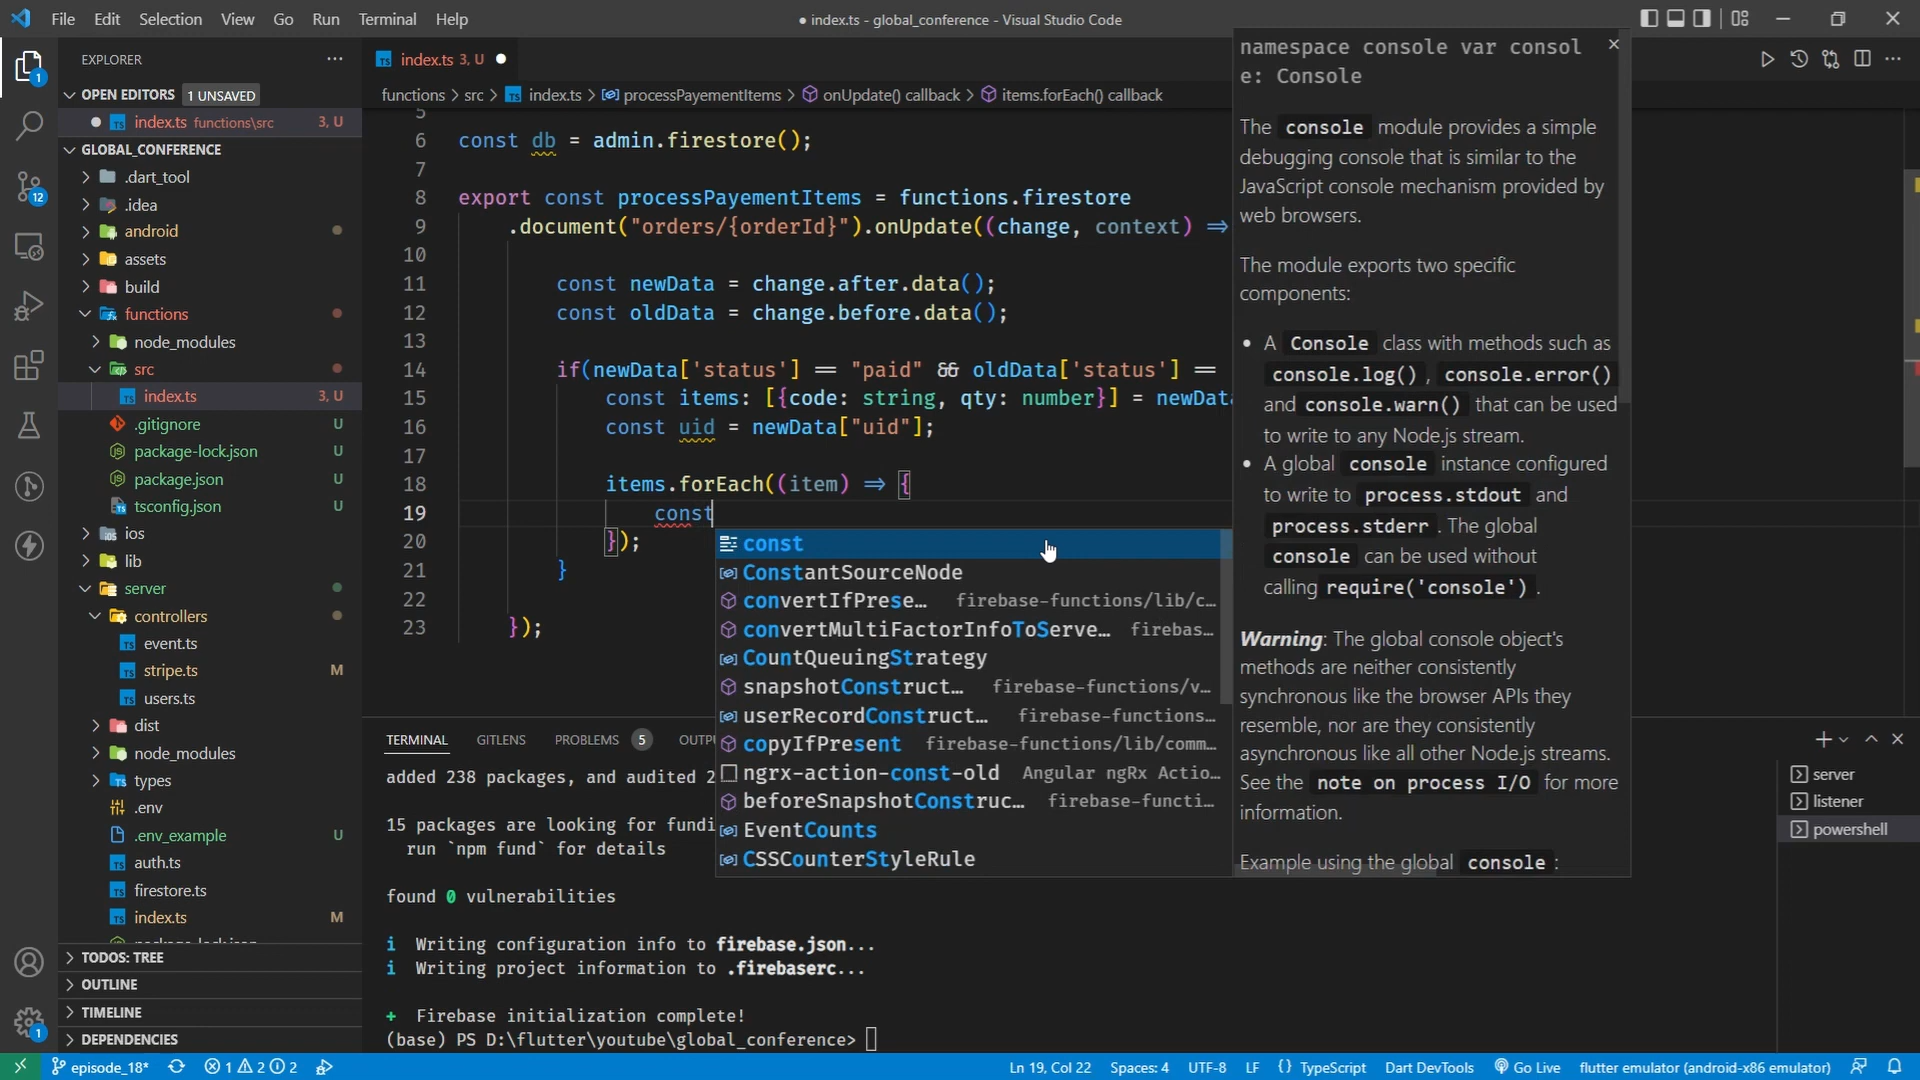 File Edit Selection View Go Run Terminal Help
● index.ts - global_conference - Visual Studio Code
EXPLORER
OPEN EDITORS 1 UNSAVED
index.ts functions\src 3, U
GLOBAL_CONFERENCE
.dart_tool
.idea
android
assets
build
functions
node_modules
src
index.ts 3, U
.gitignore U
package-lock.json U
package.json U
tsconfig.json U
ios
lib
server
controllers
event.ts
stripe.ts M
users.ts
dist
node_modules
types
.env
.env_example U
auth.ts
firestore.ts
index.ts M
TODOS: TREE
OUTLINE
TIMELINE
DEPENDENCIES
index.ts 3, U
functions > src > index.ts > processPayementItems > onUpdate() callback > items.forEach() callback
5
6 const db = admin.firestore();
7
8 export const processPayementItems = functions.firestore
9 .document("orders/{orderId}").onUpdate((change, context) =>
10
11 const newData = change.after.data();
12 const oldData = change.before.data();
13
14 if(newData['status'] == "paid" && oldData['status'] ==
15 const items: [{code: string, qty: number}] = newData
16 const uid = newData["uid"];
17
18 items.forEach((item) => {
19 const
20 });
21 }
22
23 });
const
ConstantSourceNode
convertIfPrese… firebase-functions/lib/c…
convertMultiFactorInfoToServe… firebas…
CountQueuingStrategy
snapshotConstruct… firebase-functions/v…
userRecordConstruct… firebase-functions…
copyIfPresent firebase-functions/lib/comm…
ngrx-action-const-old Angular ngRx Actio…
beforeSnapshotConstruc… firebase-functi…
EventCounts
CSSCounterStyleRule
namespace console var consol
e: Console
The console module provides a simple
debugging console that is similar to the
JavaScript console mechanism provided by
web browsers.
The module exports two specific
components:
• A Console class with methods such as
console.log(), console.error()
and console.warn() that can be used
to write to any Node.js stream.
• A global console instance configured
to write to process.stdout and
process.stderr. The global
console can be used without
calling require('console').
Warning: The global console object's
methods are neither consistently
synchronous like the browser APIs they
resemble, nor are they consistently
asynchronous like all other Node.js streams.
See the note on process I/O for more
information.
Example using the global console:
TERMINAL GITLENS PROBLEMS 5 OUTPU
added 238 packages, and audited 2
15 packages are looking for fundi
run `npm fund` for details
found 0 vulnerabilities
i Writing configuration info to firebase.json...
i Writing project information to .firebaserc...
+ Firebase initialization complete!
(base) PS D:\flutter\youtube\global_conference>
server
listener
powershell
1
12
1
episode_18* 1 2 2
Ln 19, Col 22 Spaces: 4 UTF-8 LF {} TypeScript Dart DevTools Go Live flutter emulator (android-x86 emulator)